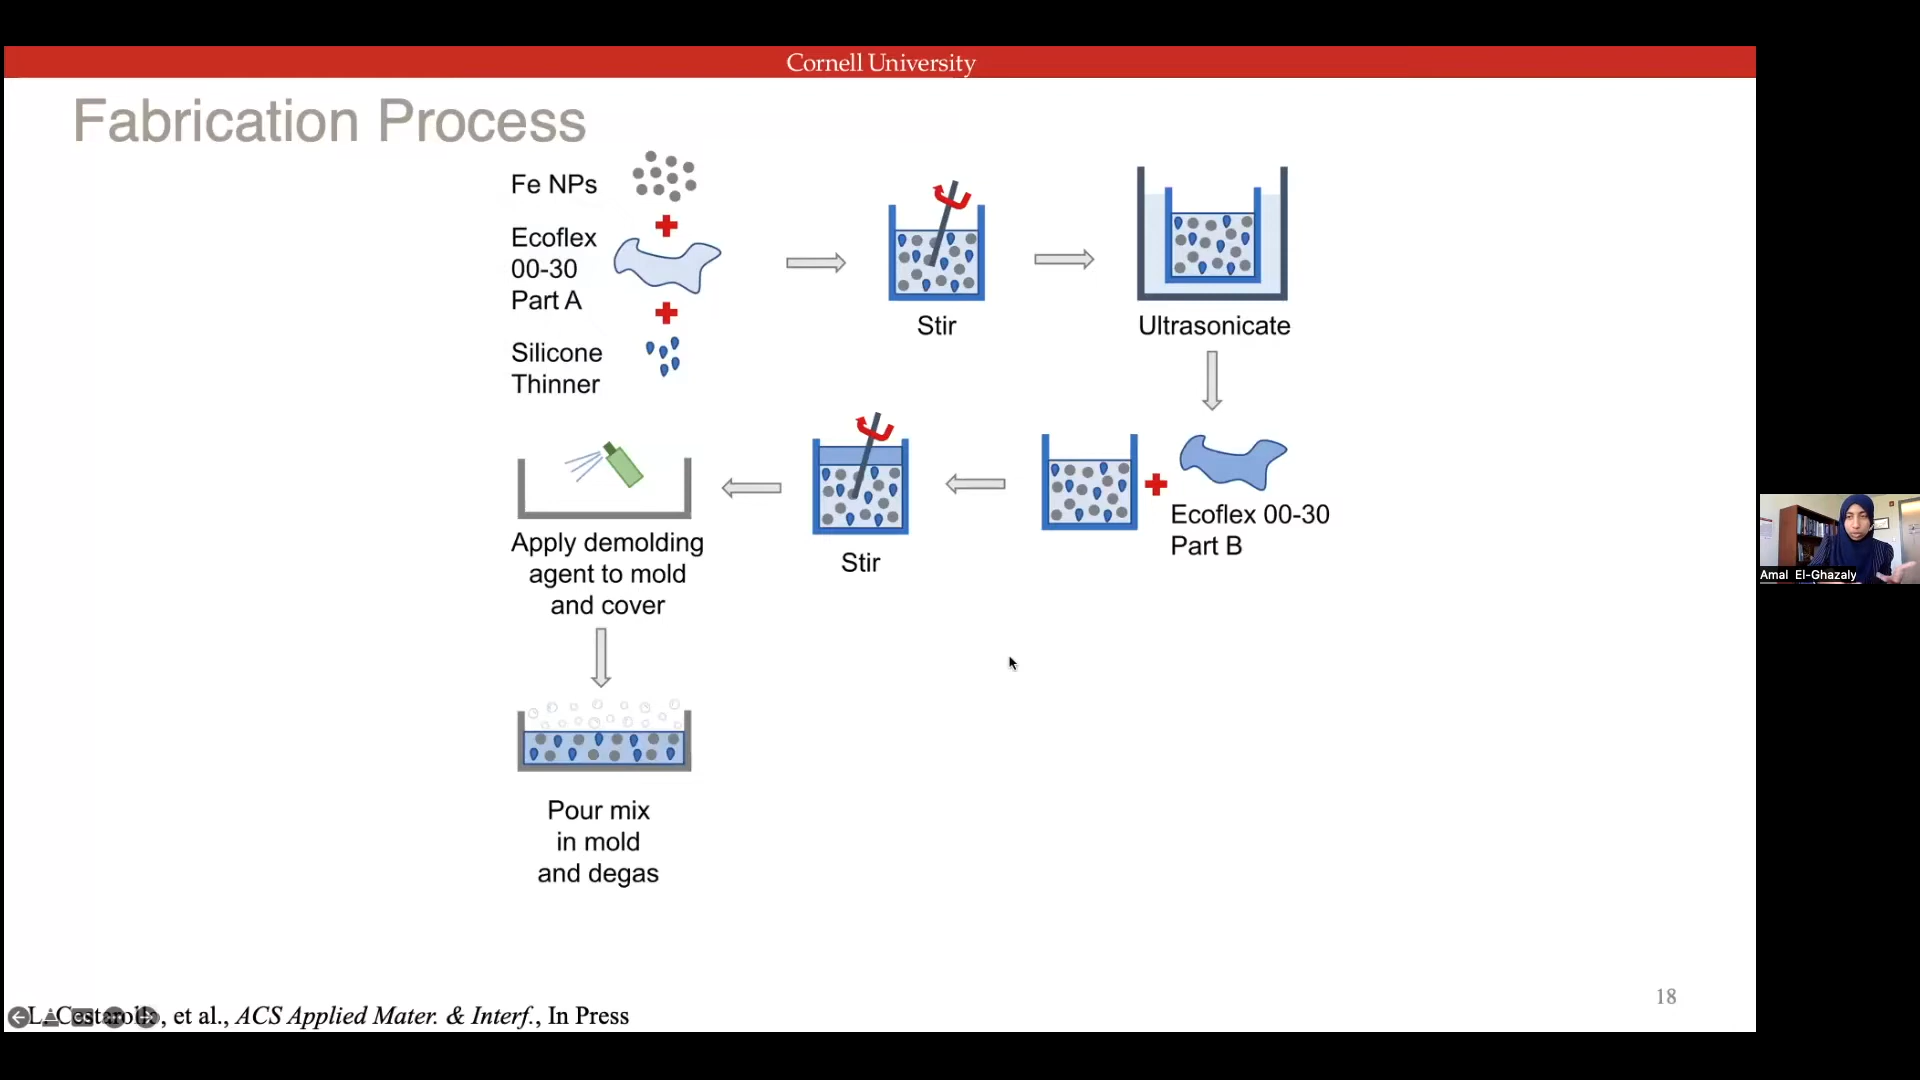 Cornell University
Fabrication Process
Fe NPs
Ecoflex
00-30
Part A
Silicone
Thinner
Stir
Ultrasonicate
Ecoflex 00-30
Part B
Stir
Apply demolding
agent to mold
and cover
Pour mix
in mold
and degas
Amal El-Ghazaly
18
L. Costarollo, et al., ACS Applied Mater. & Interf., In Press